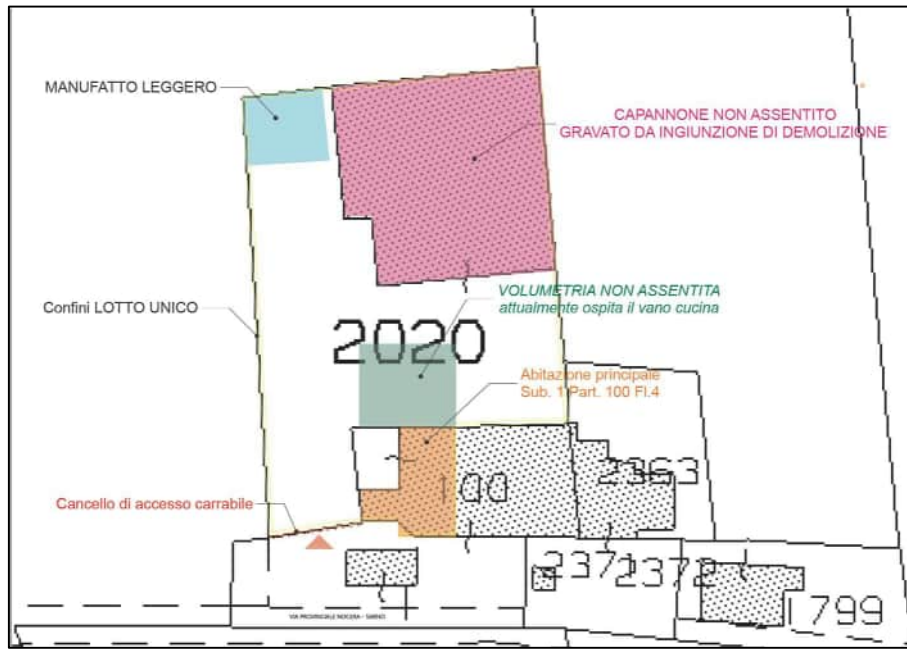 MANUFATTO LEGGERO
CAPANNONE NON ASSENTITO
GRAVATO DA INGIUNZIONE DI DEMOLIZIONE
VOLUMETRIA NON ASSENTITA
attualmente ospita il vano cucina
Confini LOTTO UNICO
2020
Abitazione principale
Sub. 1 Part. 100 Fl.4
2363
100
Cancello di accesso carrabile
2371
2372
1799
VIA PROVINCIALE NOCERA - SARNO